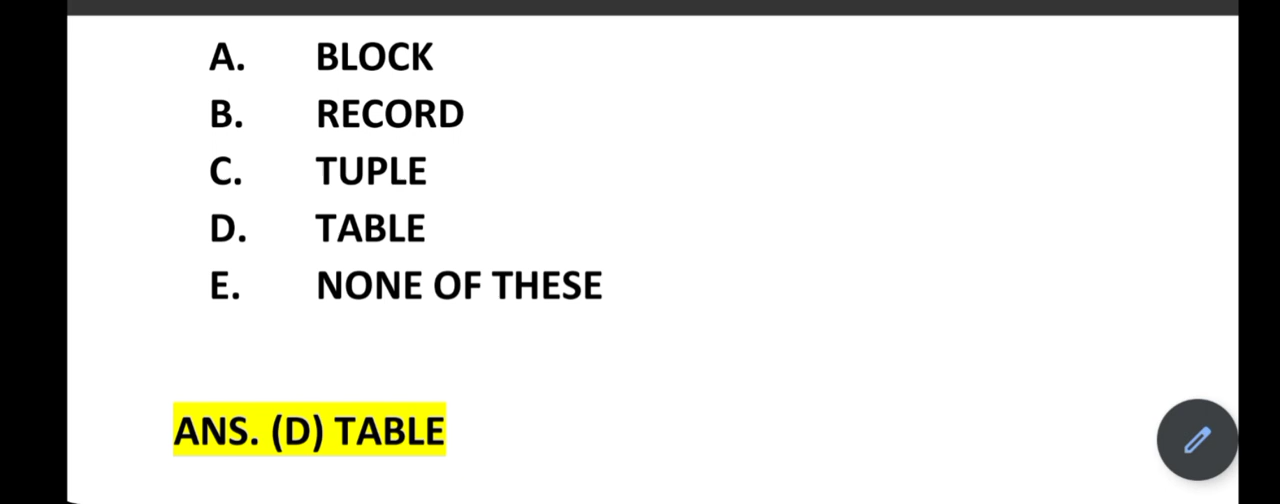 A. BLOCK
B. RECORD
C. TUPLE
D. TABLE
E. NONE OF THESE
ANS. (D) TABLE